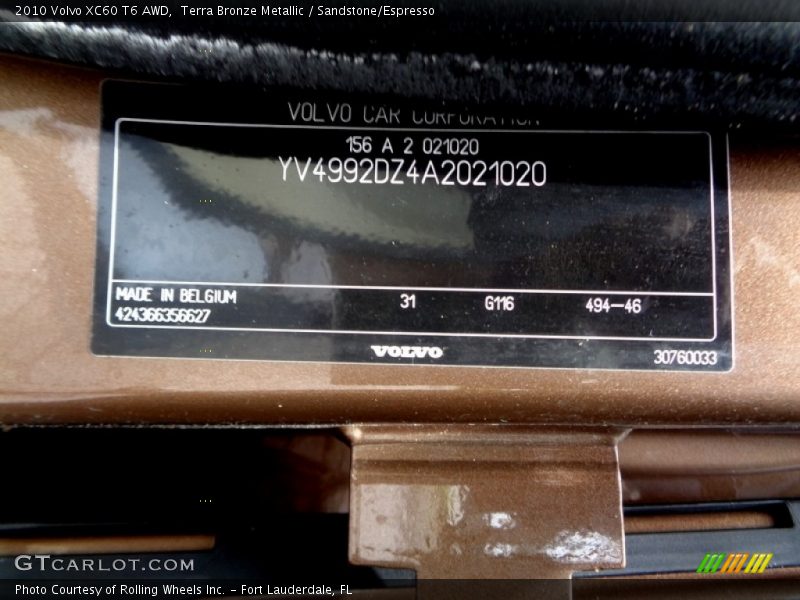 2010 Volvo XC60 T6 AWD,  Terra Bronze Metallic / Sandstone/Espresso
VOLVO CAR CORPORATION
156 A 2 021020
YV4992DZ4A2021020
MADE IN BELGIUM 31 G116 494-46
424366356627
VOLVO
30760033
GTCARLOT.COM
Photo Courtesy of Rolling Wheels Inc. - Fort Lauderdale, FL